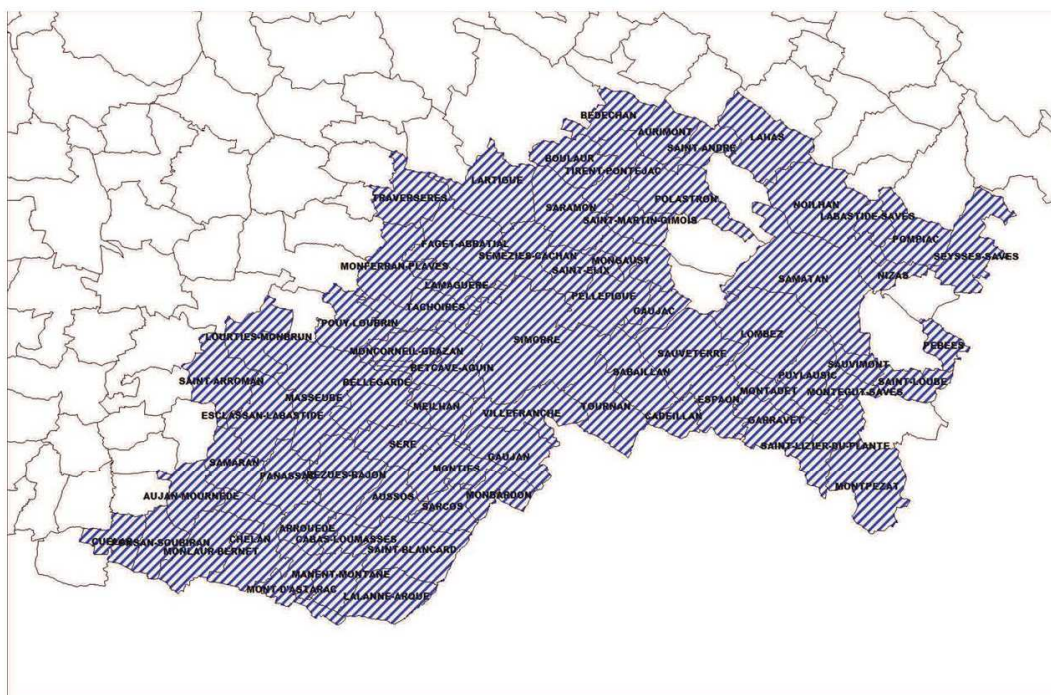 BEDECHAN
AURIMONT
LAHAS
SAINT-ANDRE
BOULAUR
TIRENT-PONTEJAC
LARTIGUE
TRAVERSERES
POLASTRON
NOILHAN
SARAMON
LABASTIDE-SAVES
SAINT-MARTIN-GIMOIS
POMPIAC
FAGET-ABBATIAL
SEMEZIES-CACHAN
MONGAUSY
SEYSSES-SAVES
MONFERRAN-PLAVES
SAINT-ELIX
NIZAS
SAMATAN
LAMAGUERE
PELLEFIGUE
TACHOIRES
GAUJAC
POUY-LOUBRIN
LOURTIES-MONBRUN
SIMORRE
LOMBEZ
PEBEES
MONCORNEIL-GRAZAN
SAUVETERRE
SAUVIMONT
BETCAVE-AGUIN
SABAILLAN
PUYLAUSIC
SAINT-ARROMAN
BELLEGARDE
SAINT-LOUBE
MONTADET
MONTEGUT-SAVES
MASSEUBE
ESPAON
MEILHAN
TOURNAN
VILLEFRANCHE
ESCLASSAN-LABASTIDE
CADEILLAN
GARRAVET
SERE
SAINT-LIZIER-DU-PLANTE
GAUJAN
SAMARAN
MONTIES
PANASSAC
BEZUES-BAJON
MONTPEZAT
AUJAN-MOURNEDE
AUSSOS
MONBARDON
SARCOS
ARROUEDE
CHELAN
CABAS-LOUMASSES
MONLAUR-BERNET
SAINT-BLANCARD
MANENT-MONTANE
MONT-D'ASTARAC
LALANNE-ARQUE